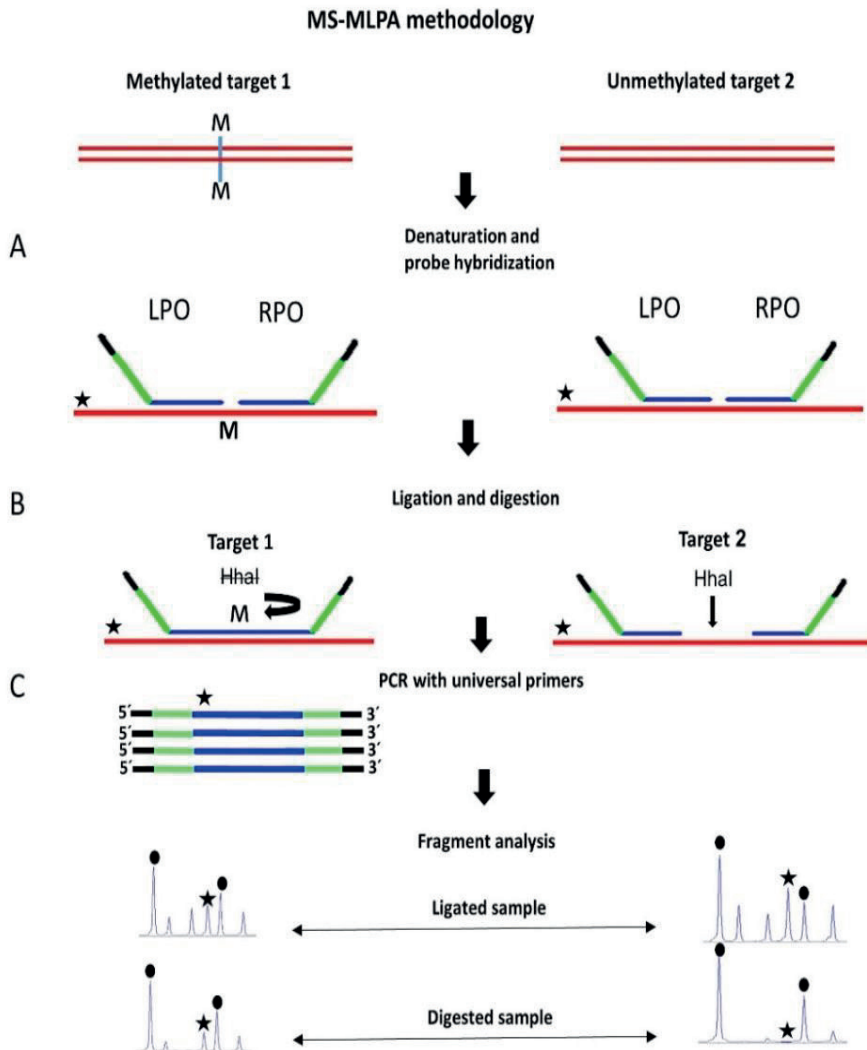 MS-MLPA methodology
Methylated target 1
Unmethylated target 2
M
M
A
Denaturation and
probe hybridization
LPO RPO
LPO RPO
M
B
Ligation and digestion
Target 1
Target 2
HhaI
HhaI
M
C
PCR with universal primers
5´ 3´
5´ 3´
5´ 3´
5´ 3´
Fragment analysis
Ligated sample
Digested sample